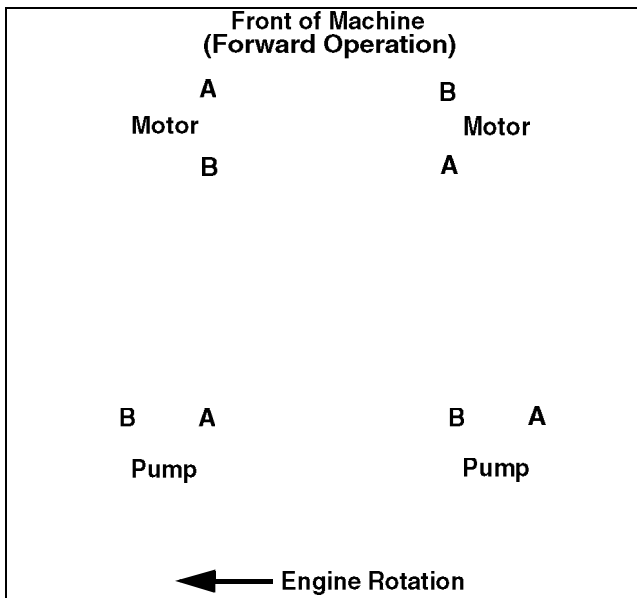 Front of Machine
(Forward Operation)
A B
Motor Motor
B A
B A B A
Pump Pump
Engine Rotation